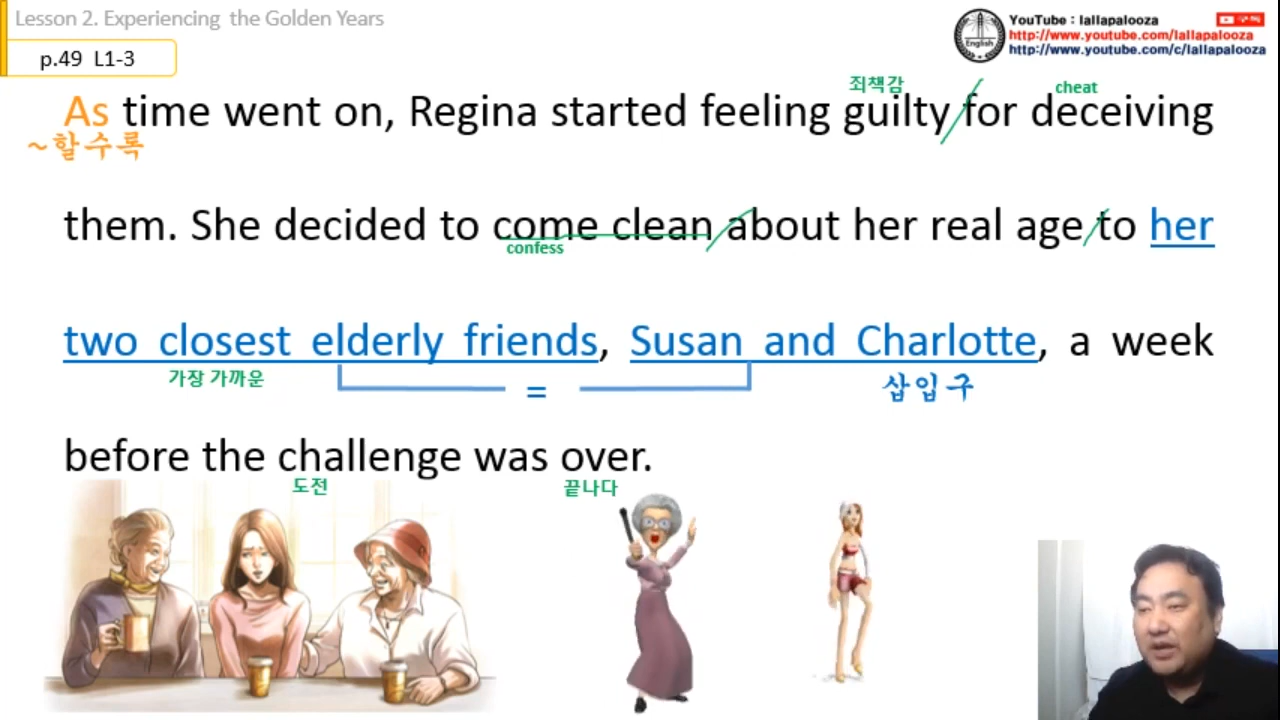 Lesson 2. Experiencing the Golden Years
p.49 L1-3
English
YouTube : lallapalooza
구독
http://www.youtube.com/lallapalooza
http://www.youtube.com/c/lallapalooza
죄책감
cheat
As time went on, Regina started feeling guilty for deceiving
~할수록
them. She decided to come clean about her real age to her
confess
two closest elderly friends, Susan and Charlotte, a week
가장 가까운
=
삽입구
before the challenge was over.
도전
끝나다